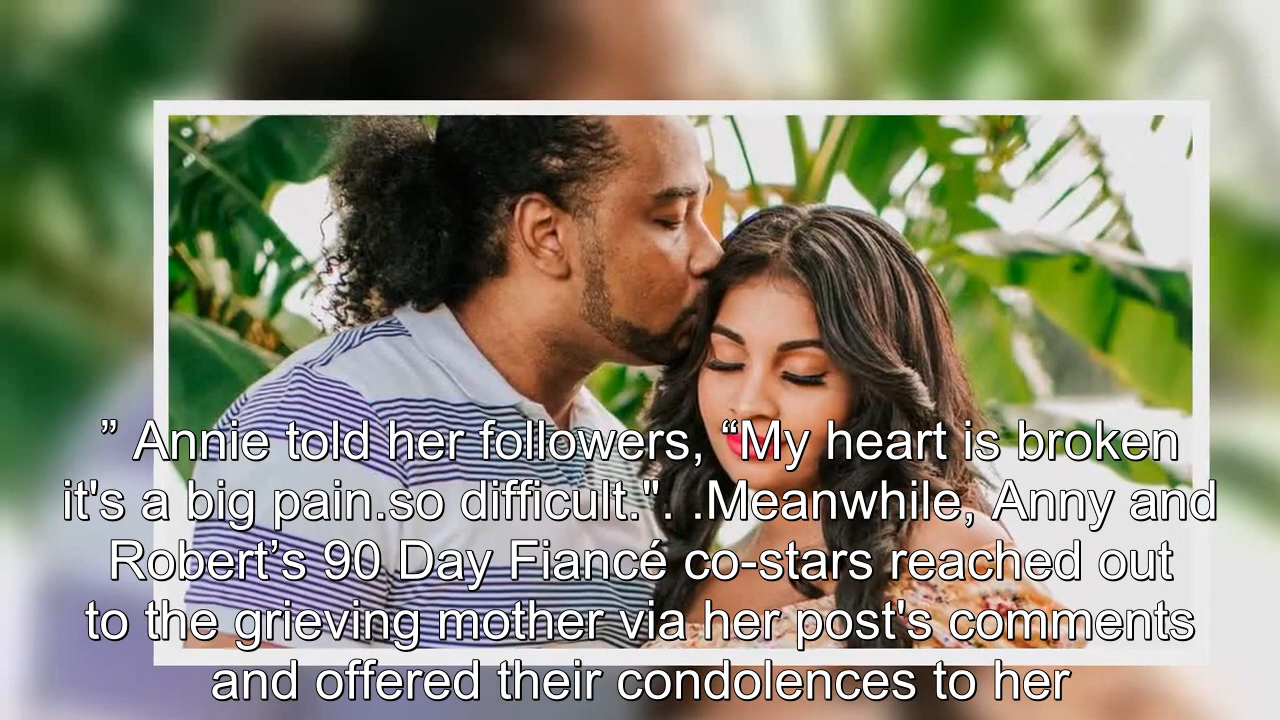 ” Annie told her followers, “My heart is broken
it's a big pain.so difficult.". .Meanwhile, Anny and
Robert’s 90 Day Fiancé co-stars reached out
to the grieving mother via her post's comments
and offered their condolences to her